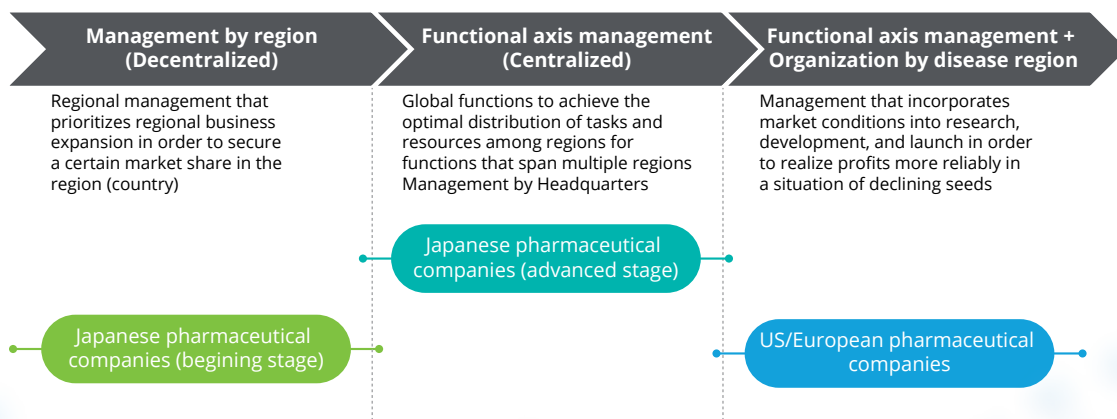 Management by region
(Decentralized)
Functional axis management
(Centralized)
Functional axis management +
Organization by disease region
Regional management that
prioritizes regional business
expansion in order to secure
a certain market share in the
region (country)
Global functions to achieve the
optimal distribution of tasks and
resources among regions for
functions that span multiple regions
Management by Headquarters
Management that incorporates
market conditions into research,
development, and launch in order
to realize profits more reliably in
a situation of declining seeds
Japanese pharmaceutical
companies (advanced stage)
Japanese pharmaceutical
companies (begining stage)
US/European pharmaceutical
companies